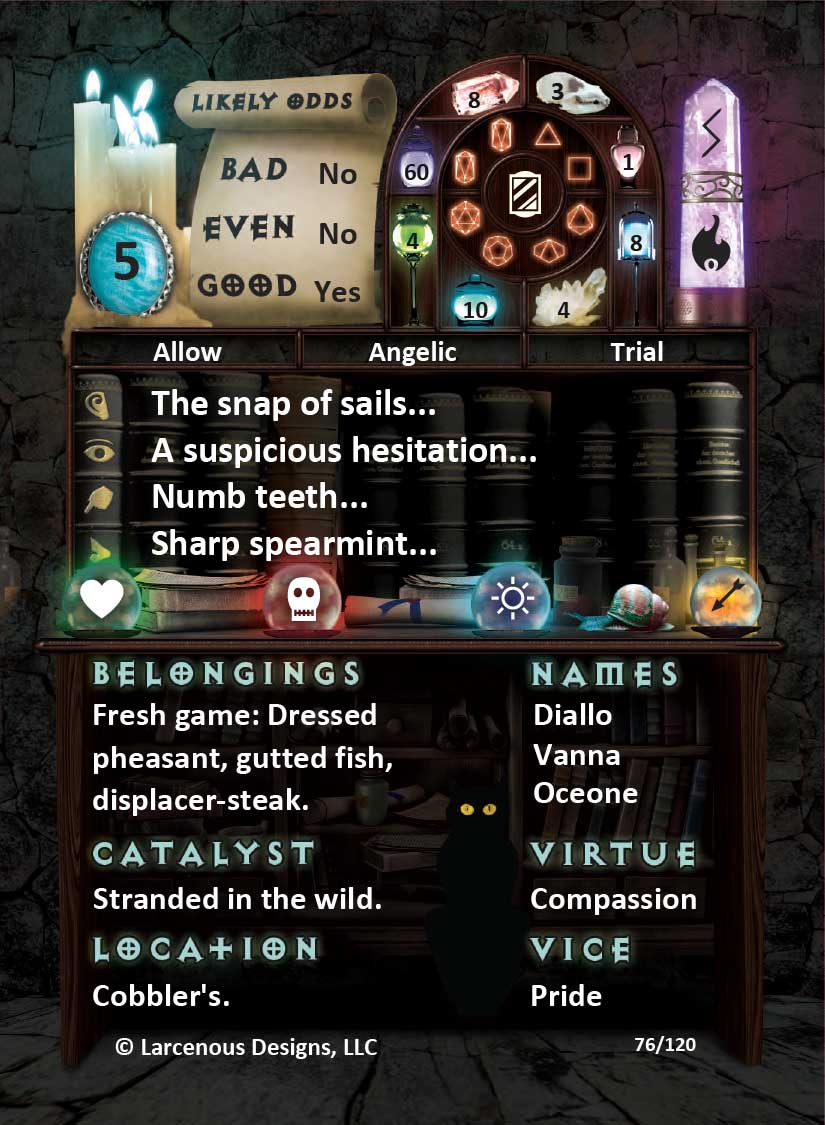 LIKELY ODDS
BAD No
EVEN No
GOOD Yes
5
8
3
60
1
4
8
10
4
Allow Angelic Trial
The snap of sails...
A suspicious hesitation...
Numb teeth...
Sharp spearmint...
BELONGINGS
Fresh game: Dressed
pheasant, gutted fish,
displacer-steak.
NAMES
Diallo
Vanna
Oceone
CATALYST
Stranded in the wild.
VIRTUE
Compassion
LOCATION
Cobbler's.
VICE
Pride
© Larcenous Designs, LLC
76/120